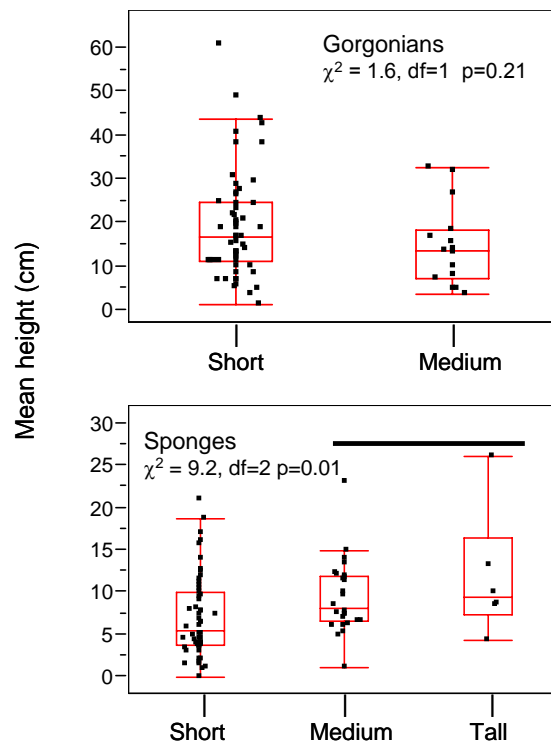 Mean height (cm)
Gorgonians
χ² = 1.6, df=1 p=0.21
60
50
40
30
20
10
0
Short Medium
Sponges
χ² = 9.2, df=2 p=0.01
30
25
20
15
10
5
0
Short Medium Tall